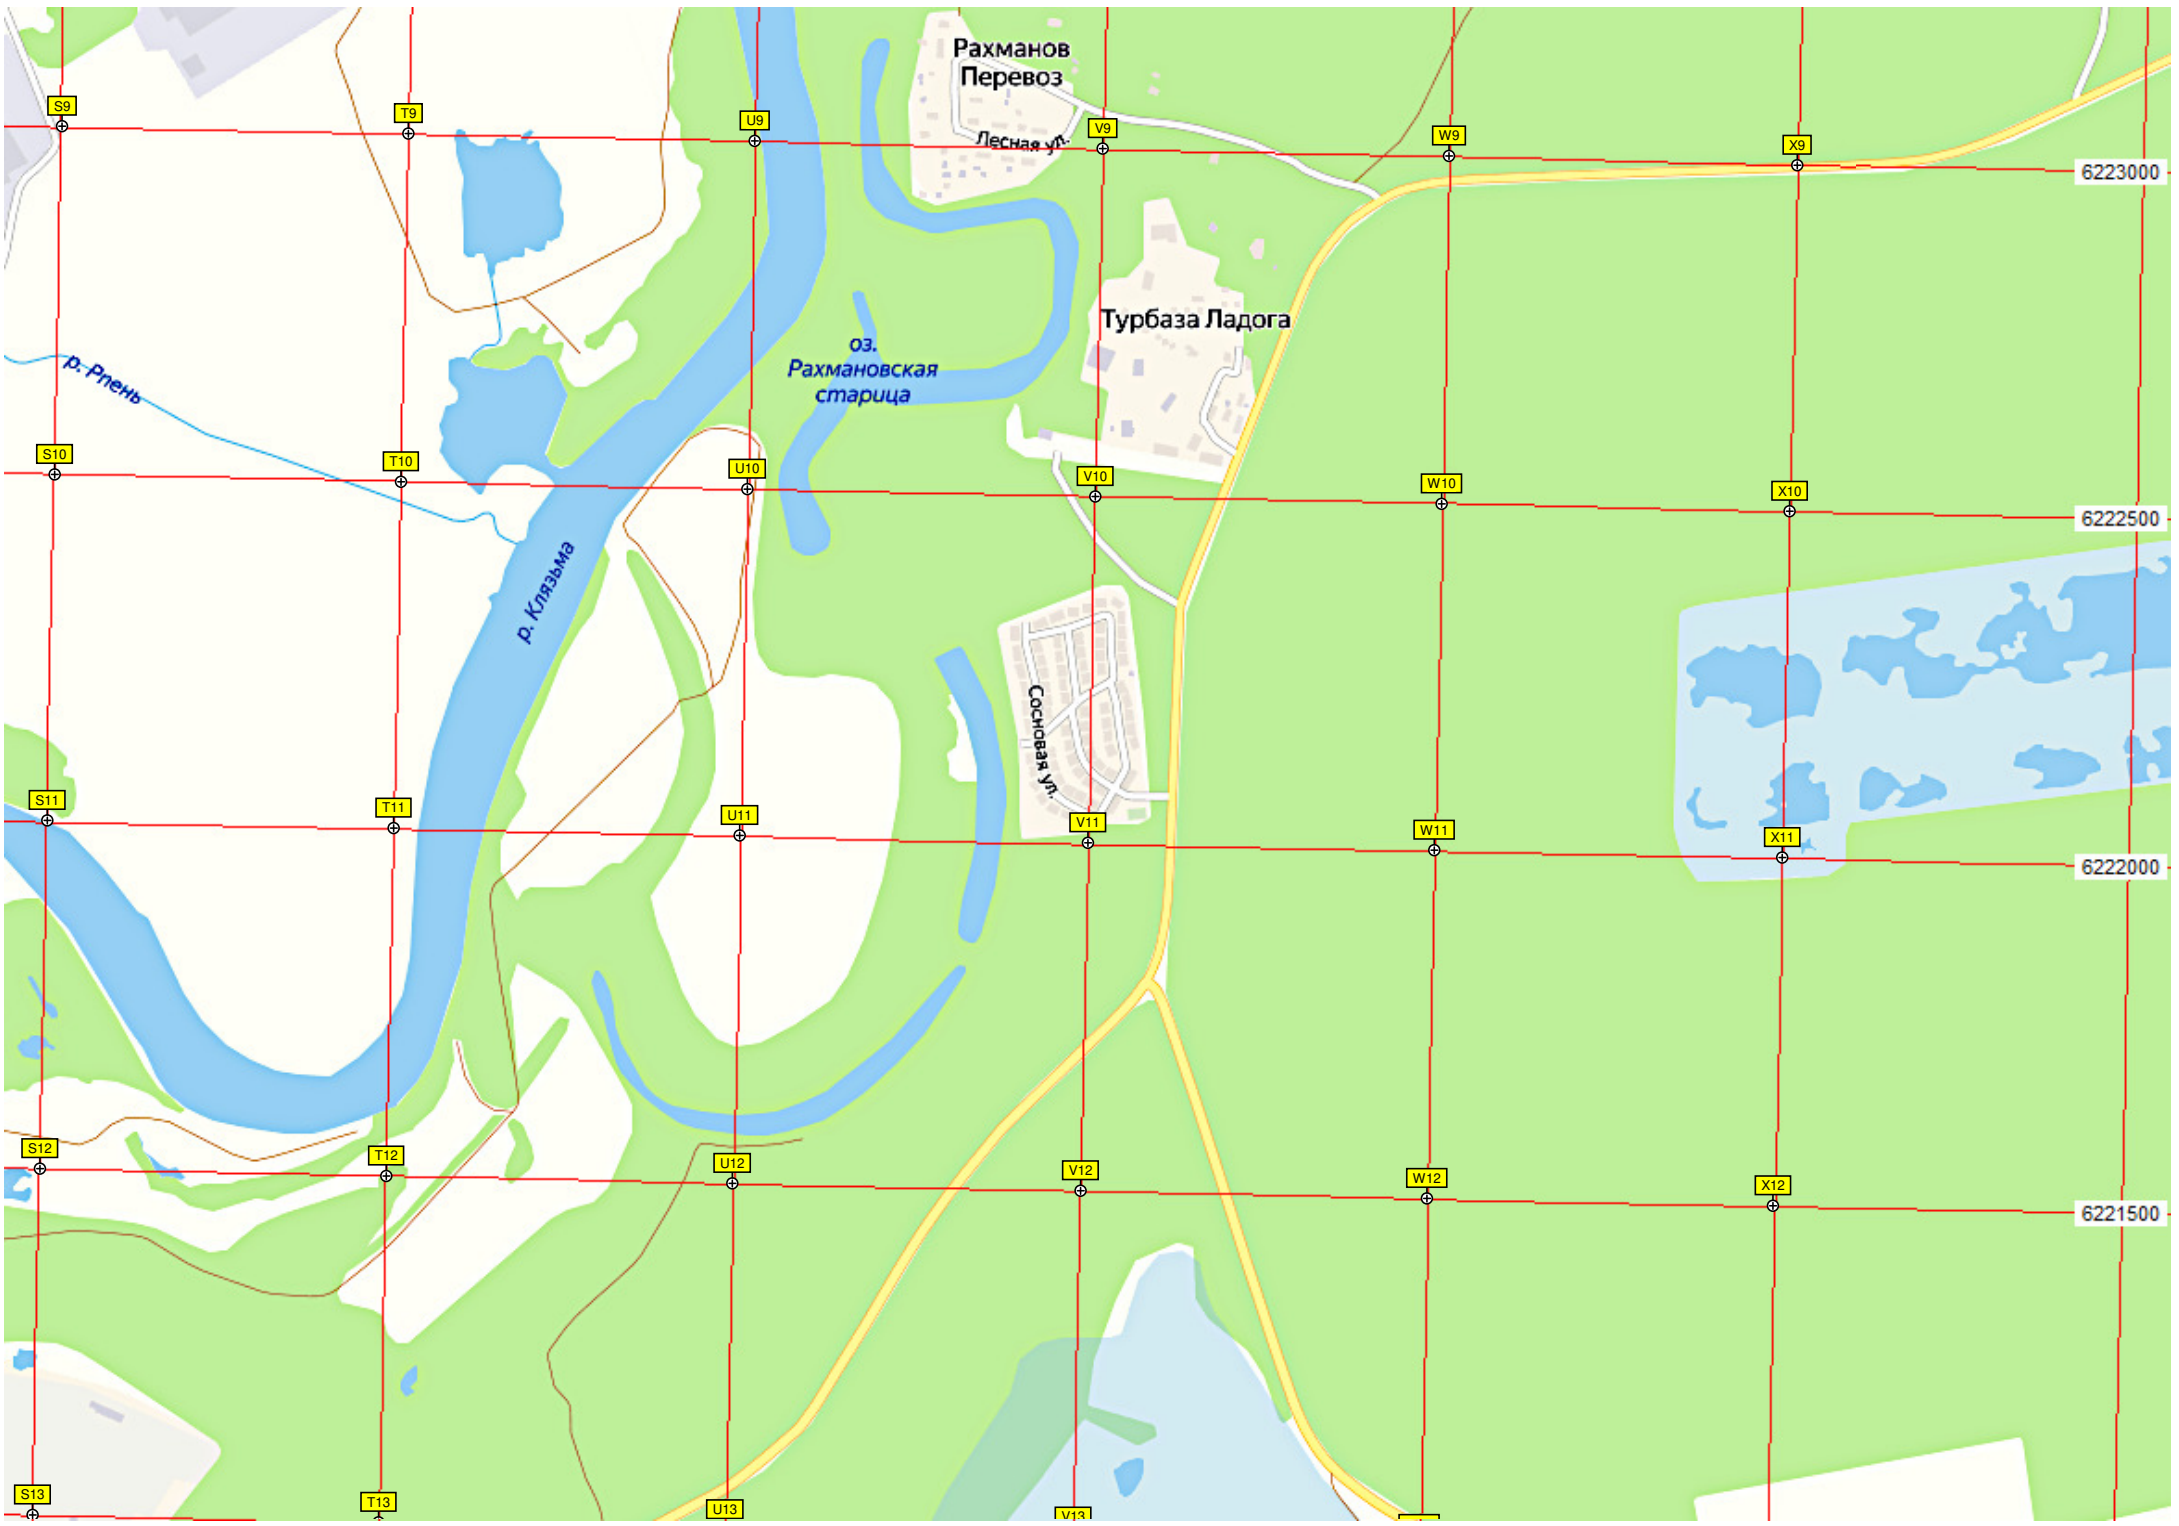 Рахманов
Перевоз
S9
T9
U9
V9
W9
X9
Лесная ул.
6223000
Турбаза Ладога
оз.
Рахмановская
старица
р. Рпень
S10
T10
U10
V10
W10
X10
6222500
р. Клязьма
Сосновая ул.
S11
T11
U11
V11
W11
X11
6222000
S12
T12
U12
V12
W12
X12
6221500
S13
T13
U13
V13